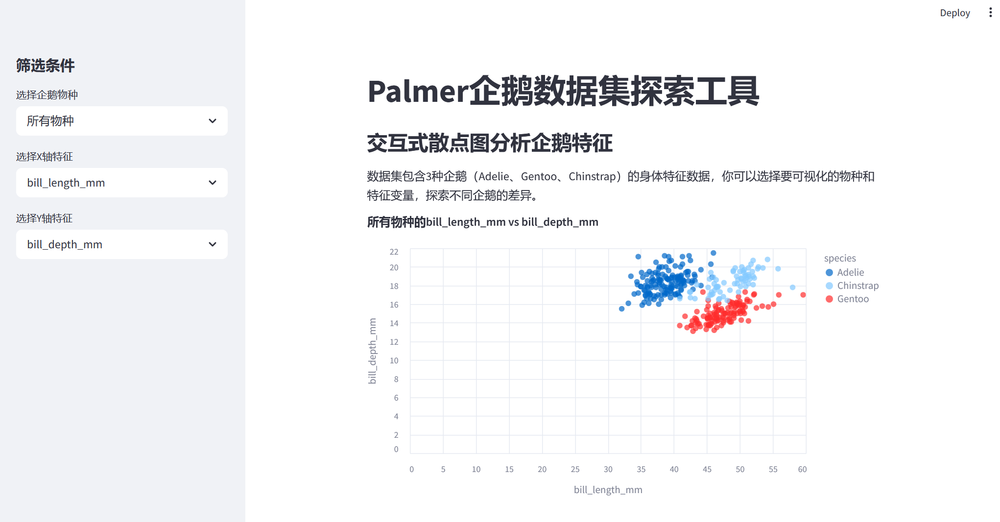 Deploy
筛选条件
选择企鹅物种
所有物种
选择X轴特征
bill_length_mm
选择Y轴特征
bill_depth_mm
Palmer企鹅数据集探索工具
交互式散点图分析企鹅特征
数据集包含3种企鹅（Adelie、Gentoo、Chinstrap）的身体特征数据，你可以选择要可视化的物种和
特征变量，探索不同企鹅的差异。
所有物种的bill_length_mm vs bill_depth_mm
22
20
18
16
14
12
10
8
6
4
2
0
bill_depth_mm
0 5 10 15 20 25 30 35 40 45 50 55 60
bill_length_mm
species
Adelie
Chinstrap
Gentoo